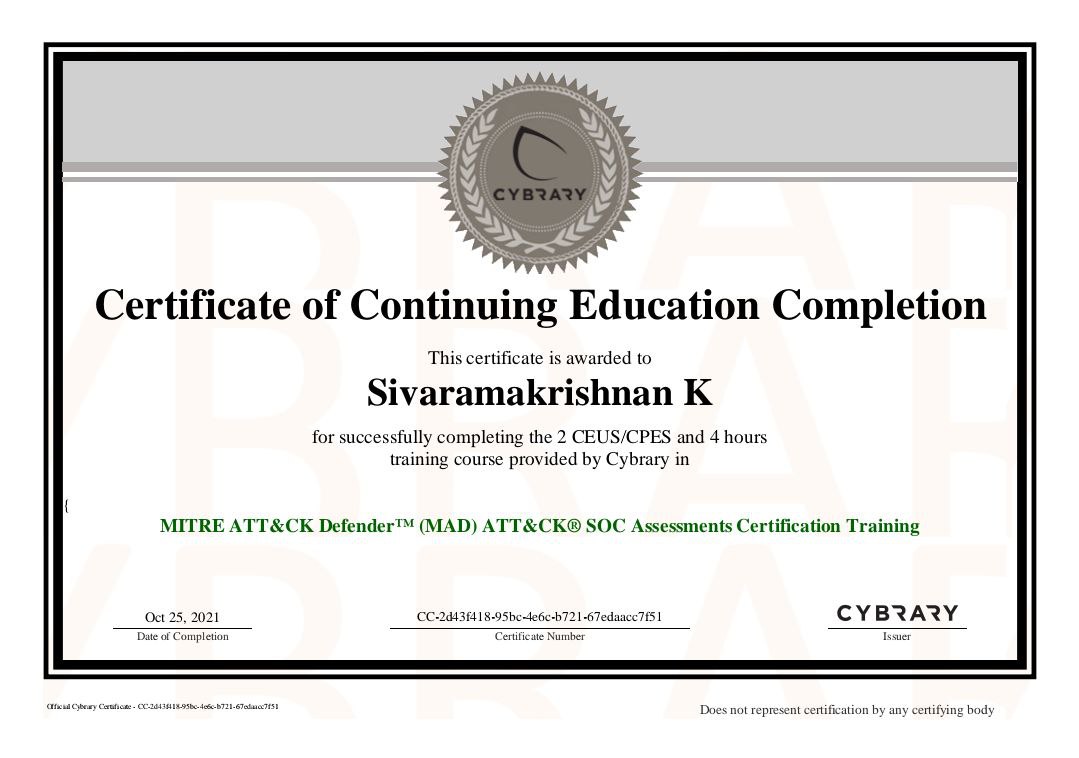 CYBRARY
Certificate of Continuing Education Completion
This certificate is awarded to
Sivaramakrishnan K
for successfully completing the 2 CEUS/CPES and 4 hours
training course provided by Cybrary in
{
MITRE ATT&CK Defender™ (MAD) ATT&CK® SOC Assessments Certification Training
Oct 25, 2021
Date of Completion
CC-2d43f418-95bc-4e6c-b721-67edaacc7f51
Certificate Number
CYBRARY
Issuer
Official Cybrary Certificate - CC-2d43f418-95bc-4e6c-b721-67edaacc7f51
Does not represent certification by any certifying body